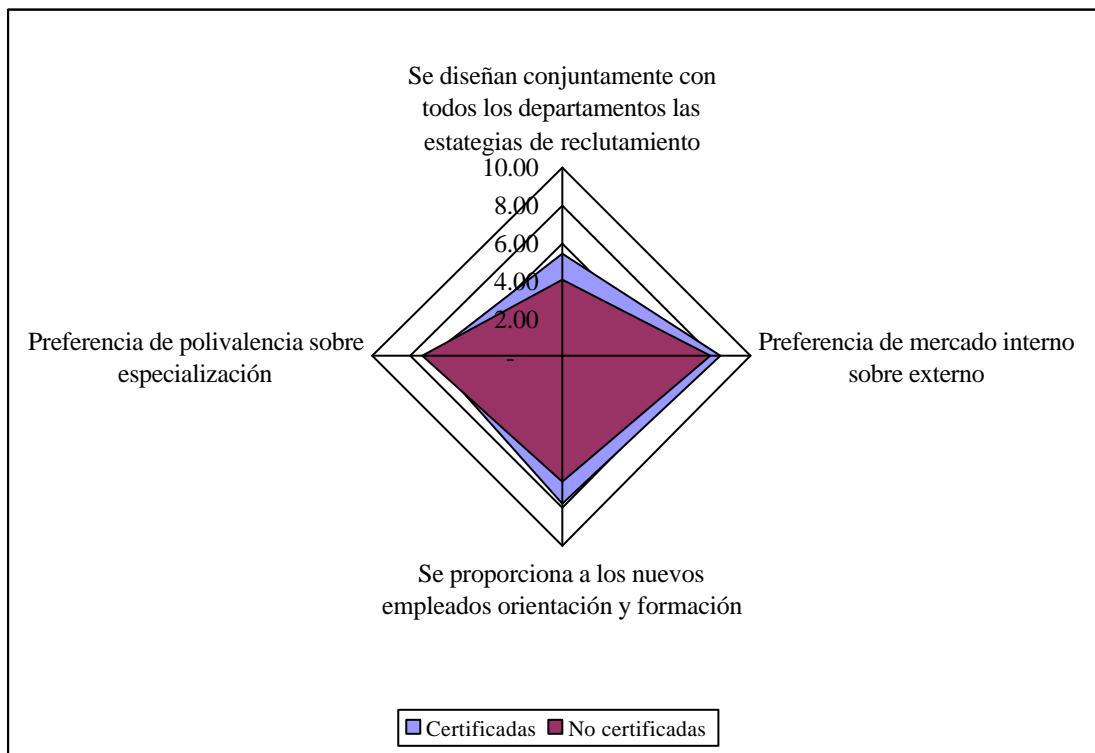 Se diseñan conjuntamente con
todos los departamentos las
estategias de reclutamiento
10.00
8.00
6.00
4.00
2.00
-
Preferencia de polivalencia sobre
especialización
Preferencia de mercado interno
sobre externo
Se proporciona a los nuevos
empleados orientación y formación
Certificadas
No certificadas